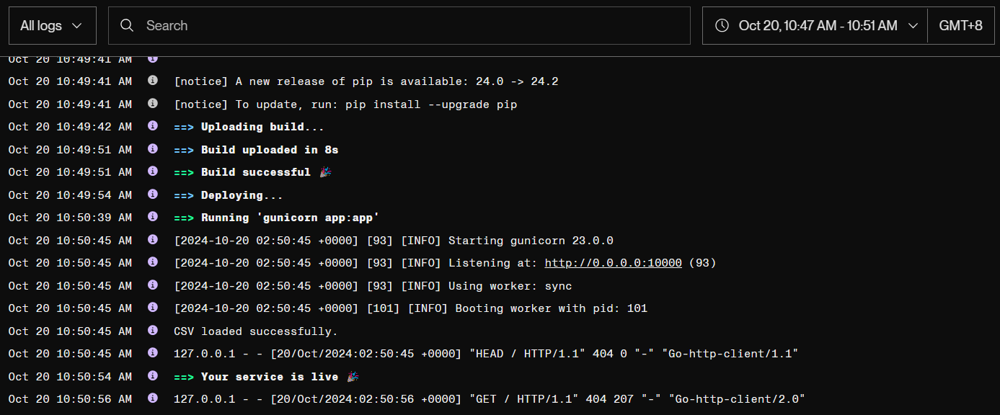 All logs
Search
Oct 20, 10:47 AM - 10:51 AM
GMT+8
Oct 20 10:49:41 AM
Oct 20 10:49:41 AM [notice] A new release of pip is available: 24.0 -> 24.2
Oct 20 10:49:41 AM [notice] To update, run: pip install --upgrade pip
Oct 20 10:49:42 AM ==> Uploading build...
Oct 20 10:49:51 AM ==> Build uploaded in 8s
Oct 20 10:49:51 AM ==> Build successful 🎉
Oct 20 10:49:54 AM ==> Deploying...
Oct 20 10:50:39 AM ==> Running 'gunicorn app:app'
Oct 20 10:50:45 AM [2024-10-20 02:50:45 +0000] [93] [INFO] Starting gunicorn 23.0.0
Oct 20 10:50:45 AM [2024-10-20 02:50:45 +0000] [93] [INFO] Listening at: http://0.0.0.0:10000 (93)
Oct 20 10:50:45 AM [2024-10-20 02:50:45 +0000] [93] [INFO] Using worker: sync
Oct 20 10:50:45 AM [2024-10-20 02:50:45 +0000] [101] [INFO] Booting worker with pid: 101
Oct 20 10:50:45 AM CSV loaded successfully.
Oct 20 10:50:45 AM 127.0.0.1 - - [20/Oct/2024:02:50:45 +0000] "HEAD / HTTP/1.1" 404 0 "-" "Go-http-client/1.1"
Oct 20 10:50:54 AM ==> Your service is live 🎉
Oct 20 10:50:56 AM 127.0.0.1 - - [20/Oct/2024:02:50:56 +0000] "GET / HTTP/1.1" 404 207 "-" "Go-http-client/2.0"